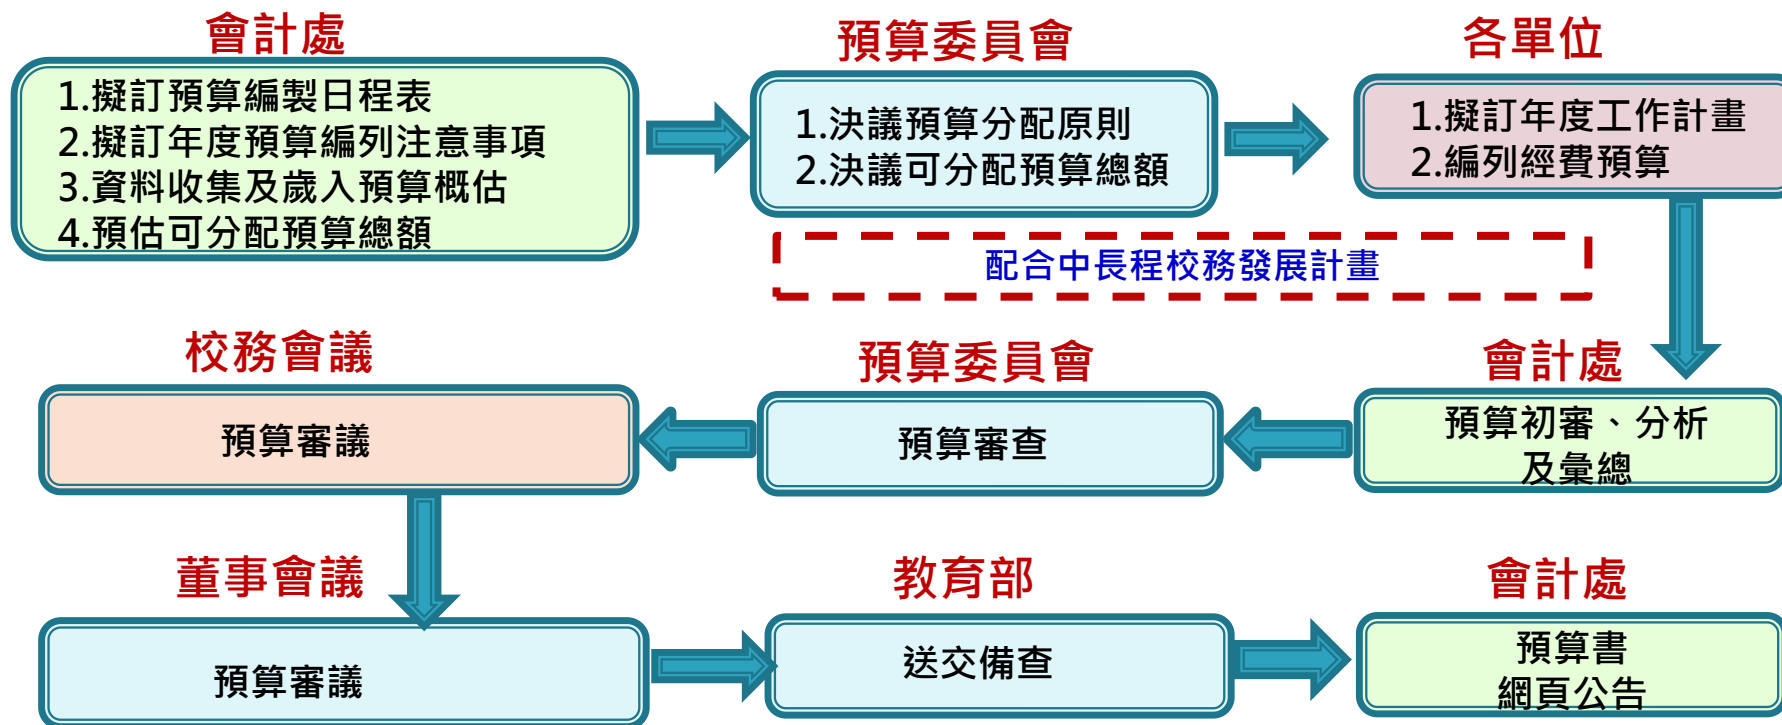 會計處
1.擬訂預算編製日程表
2.擬訂年度預算編列注意事項
3.資料收集及歲入預算概估
4.預估可分配預算總額
預算委員會
1.決議預算分配原則
2.決議可分配預算總額
各單位
1.擬訂年度工作計畫
2.編列經費預算
配合中長程校務發展計畫
會計處
預算初審、分析
及彙總
預算委員會
預算審查
校務會議
預算審議
董事會議
預算審議
教育部
送交備查
會計處
預算書
網頁公告